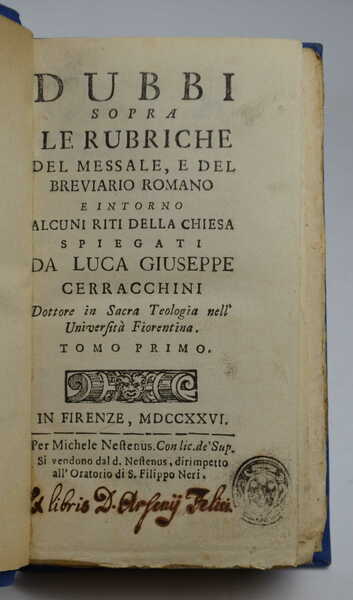 DUBBI
SOPRA
LE RUBRICHE
DEL MESSALE, E DEL
BREVIARIO ROMANO
E INTORNO
ALCUNI RITI DELLA CHIESA
SPIEGATI
DA LUCA GIUSEPPE
CERRACCHINI
Dottore in Sacra Teologia nell'
Università Fiorentina.
TOMO PRIMO.
IN FIRENZE, MDCCXXVI.
Per Michele Nestenus. Con lic. de' Sup.
Si vendono dal d. Nestenus, dirimpetto
all' Oratorio di S. Filippo Neri.
Ex libris D. Arsenij Felini